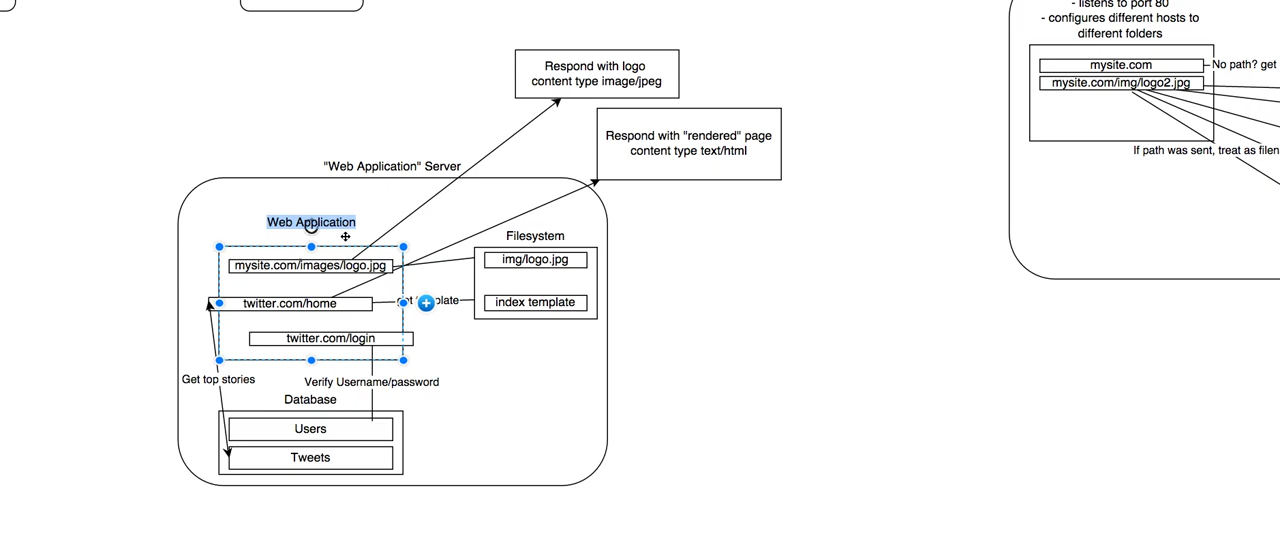 - listens to port 80
- configures different hosts to
different folders
mysite.com
No path? get
mysite.com/img/logo2.jpg
If path was sent, treat as filen
Respond with logo
content type image/jpeg
Respond with "rendered" page
content type text/html
"Web Application" Server
Web Application
mysite.com/images/logo.jpg
twitter.com/home
twitter.com/login
Filesystem
img/logo.jpg
index template
Get top stories
Verify Username/password
Database
Users
Tweets